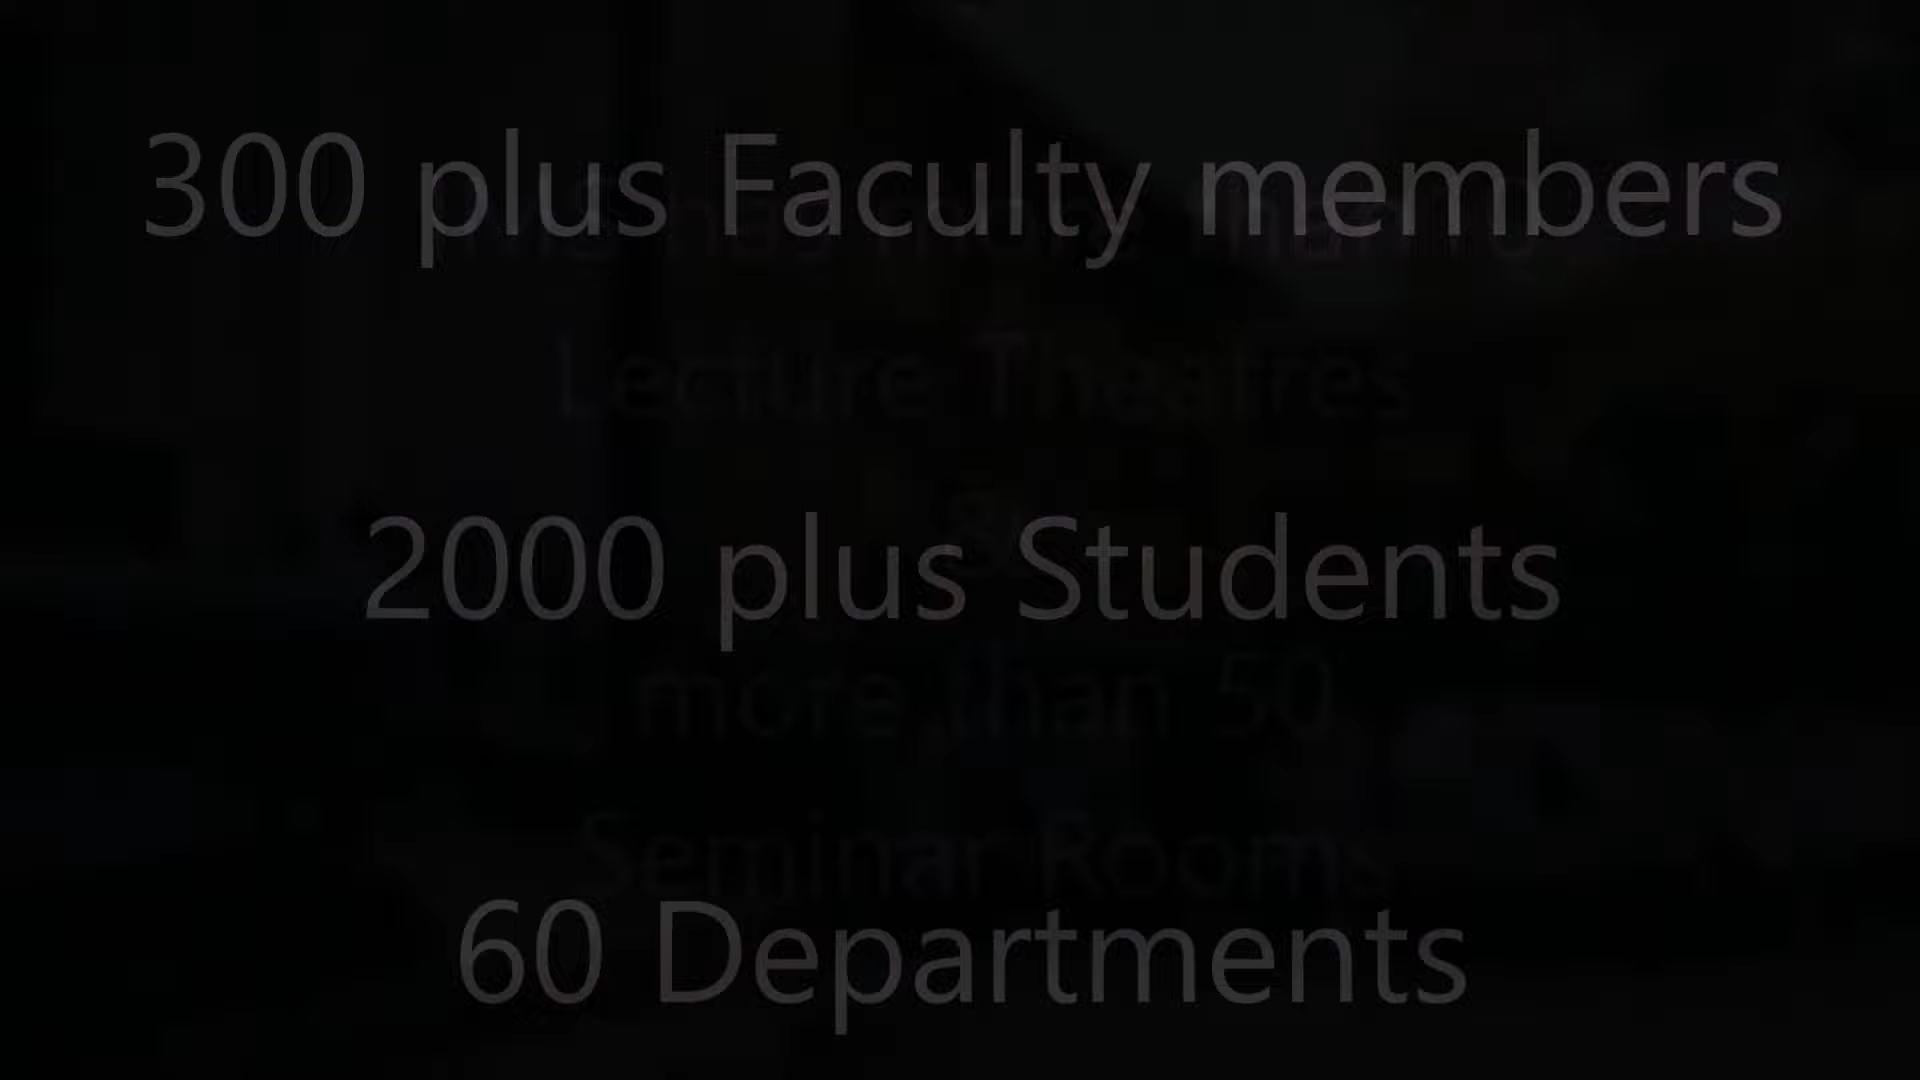 300 plus Faculty members
Lecture Theatres
&
2000 plus Students
more than 50
Seminar Rooms
60 Departments